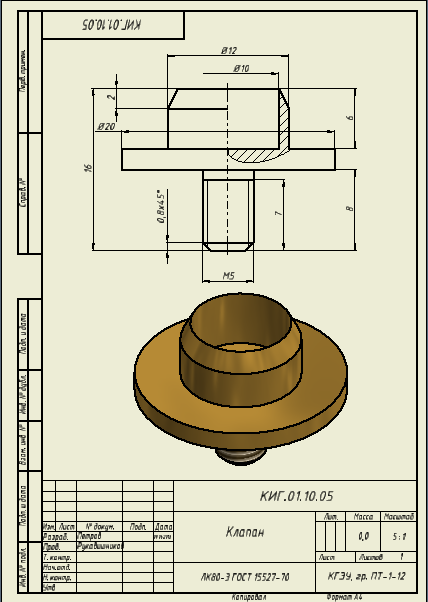 КИГ.01.10.05
Перв. примен.
Справ. №
Подп. и дата
Инв. № дубл.
Взам. инв. №
Подп. и дата
Инв. № подл.
Ø12
Ø10
2
Ø20
6
16
0,8x45°
7
8
М5
КИГ.01.10.05
Изм. Лист № докум. Подп. Дата
Разраб. Петров
Пров. Рукавишников
Т. контр.
Нач.отд.
Н. контр.
Утв
Клапан
Лит. Масса Масштаб
0,0 5:1
Лист Листов 1
ЛК80-3 ГОСТ 15527-70
КГЭУ, гр. ПТ-1-12
Копировал Формат А4